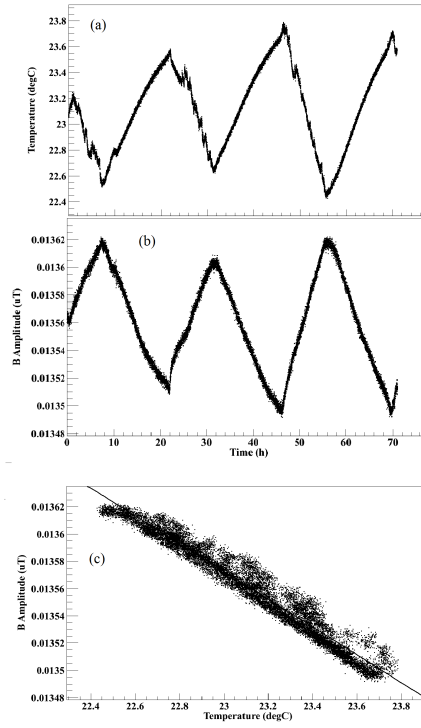 (a)
Temperature (degC)
23.8
23.6
23.4
23.2
23
22.8
22.6
22.4
(b)
B Amplitude (uT)
0.01362
0.0136
0.01358
0.01356
0.01354
0.01352
0.0135
0.01348
0 10 20 30 40 50 60 70
Time (h)
(c)
B Amplitude (uT)
0.01362
0.0136
0.01358
0.01356
0.01354
0.01352
0.0135
0.01348
22.4 22.6 22.8 23 23.2 23.4 23.6 23.8
Temperature (degC)